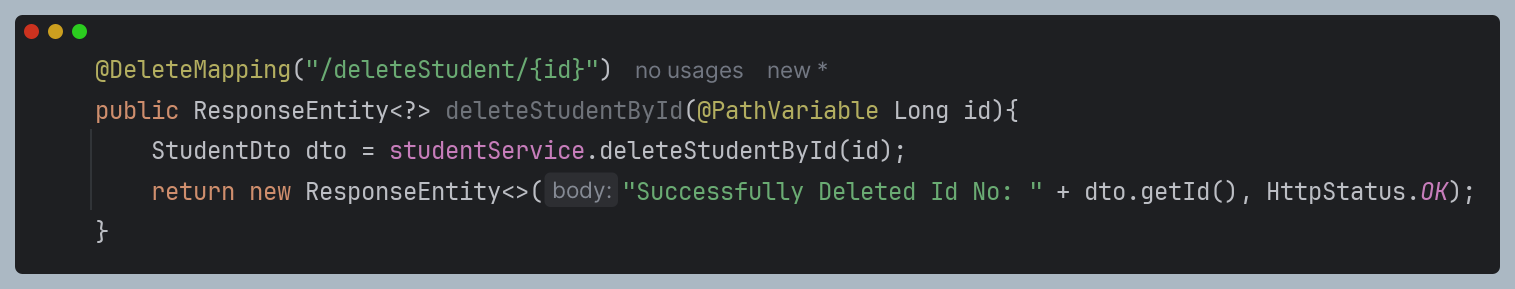 @DeleteMapping("/deleteStudent/{id}") no usages new *
public ResponseEntity<?> deleteStudentById(@PathVariable Long id){
StudentDto dto = studentService.deleteStudentById(id);
return new ResponseEntity<>( body: "Successfully Deleted Id No: " + dto.getId(), HttpStatus.OK);
}